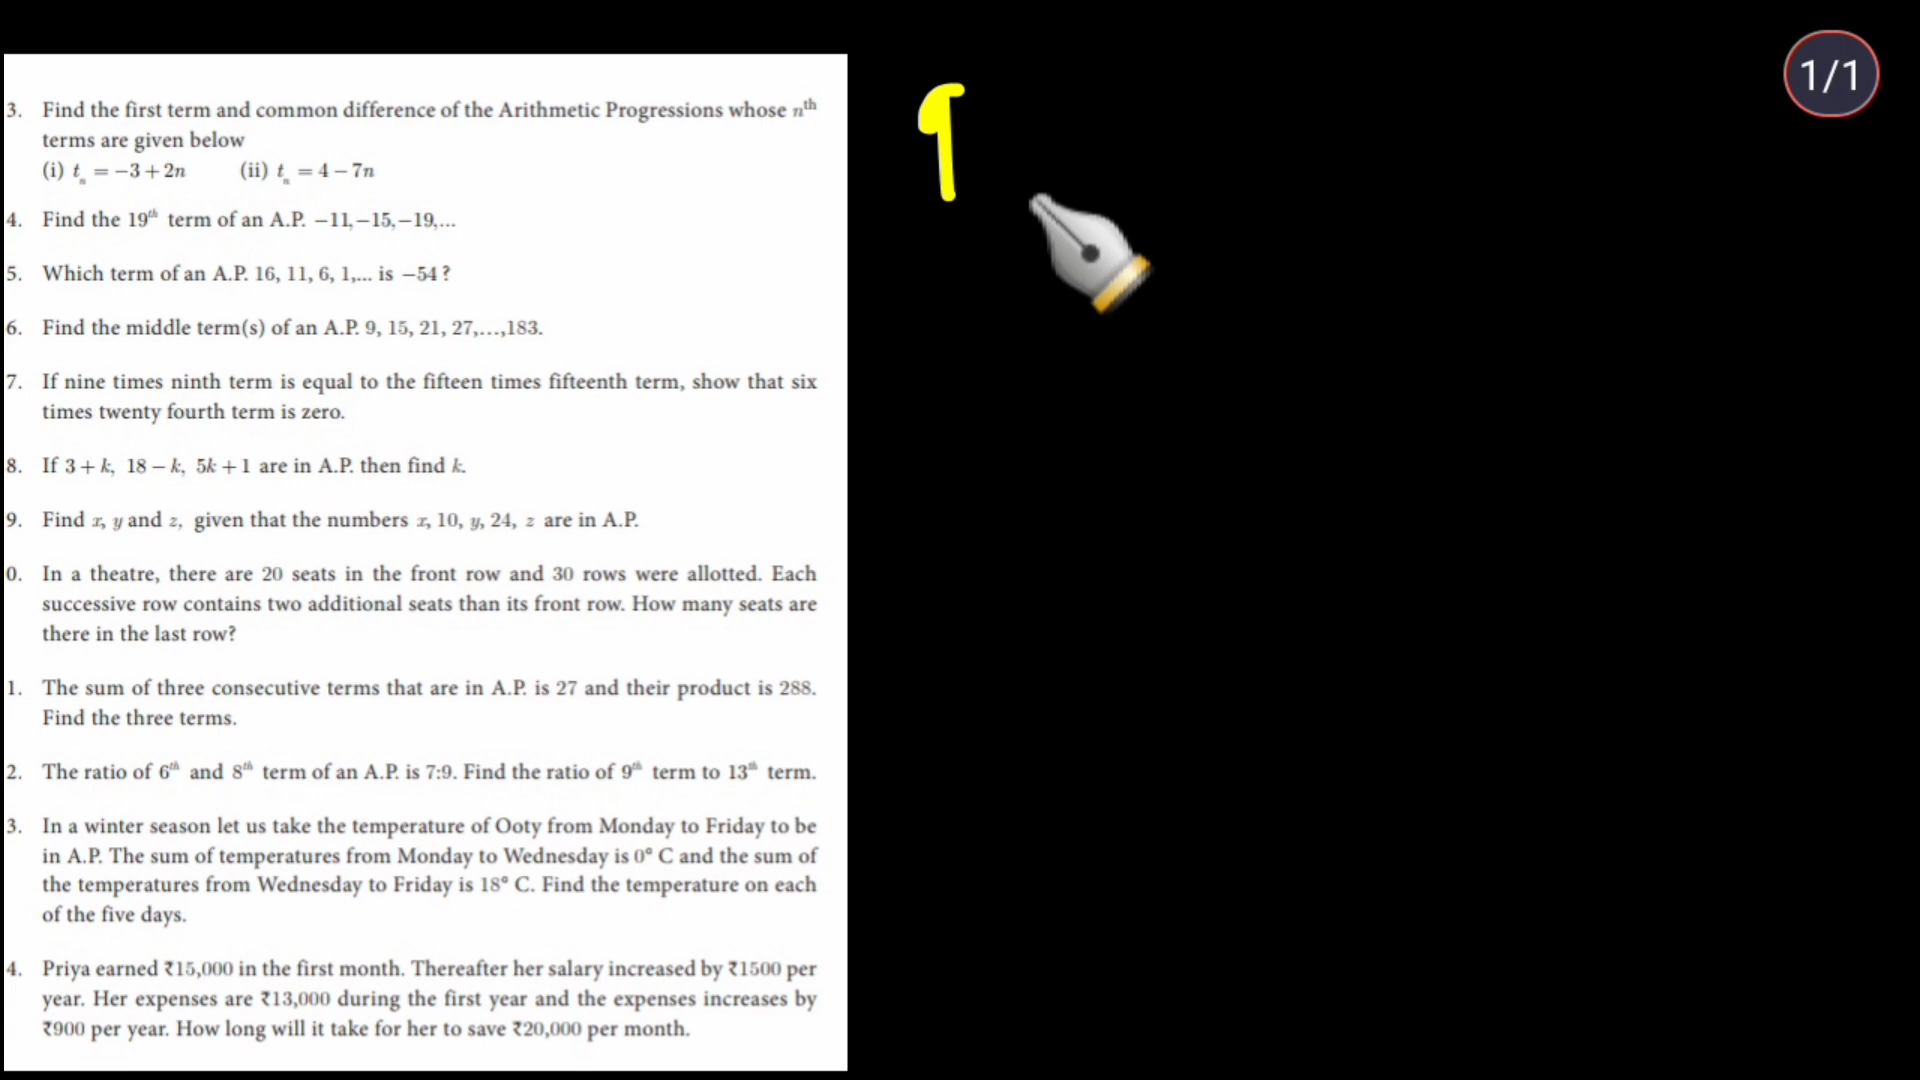 3. Find the first term and common difference of the Arithmetic Progressions whose nth
terms are given below
(i) tn = −3 + 2n (ii) tn = 4 − 7n
4. Find the 19th term of an A.P. −11, −15, −19,...
5. Which term of an A.P. 16, 11, 6, 1,... is −54 ?
6. Find the middle term(s) of an A.P. 9, 15, 21, 27,…,183.
7. If nine times ninth term is equal to the fifteen times fifteenth term, show that six
times twenty fourth term is zero.
8. If 3 + k, 18 − k, 5k + 1 are in A.P. then find k.
9. Find x, y and z, given that the numbers x, 10, y, 24, z are in A.P.
0. In a theatre, there are 20 seats in the front row and 30 rows were allotted. Each
successive row contains two additional seats than its front row. How many seats are
there in the last row?
1. The sum of three consecutive terms that are in A.P. is 27 and their product is 288.
Find the three terms.
2. The ratio of 6th and 8th term of an A.P. is 7:9. Find the ratio of 9th term to 13th term.
3. In a winter season let us take the temperature of Ooty from Monday to Friday to be
in A.P. The sum of temperatures from Monday to Wednesday is 0° C and the sum of
the temperatures from Wednesday to Friday is 18° C. Find the temperature on each
of the five days.
4. Priya earned ₹15,000 in the first month. Thereafter her salary increased by ₹1500 per
year. Her expenses are ₹13,000 during the first year and the expenses increases by
₹900 per year. How long will it take for her to save ₹20,000 per month.
1/1